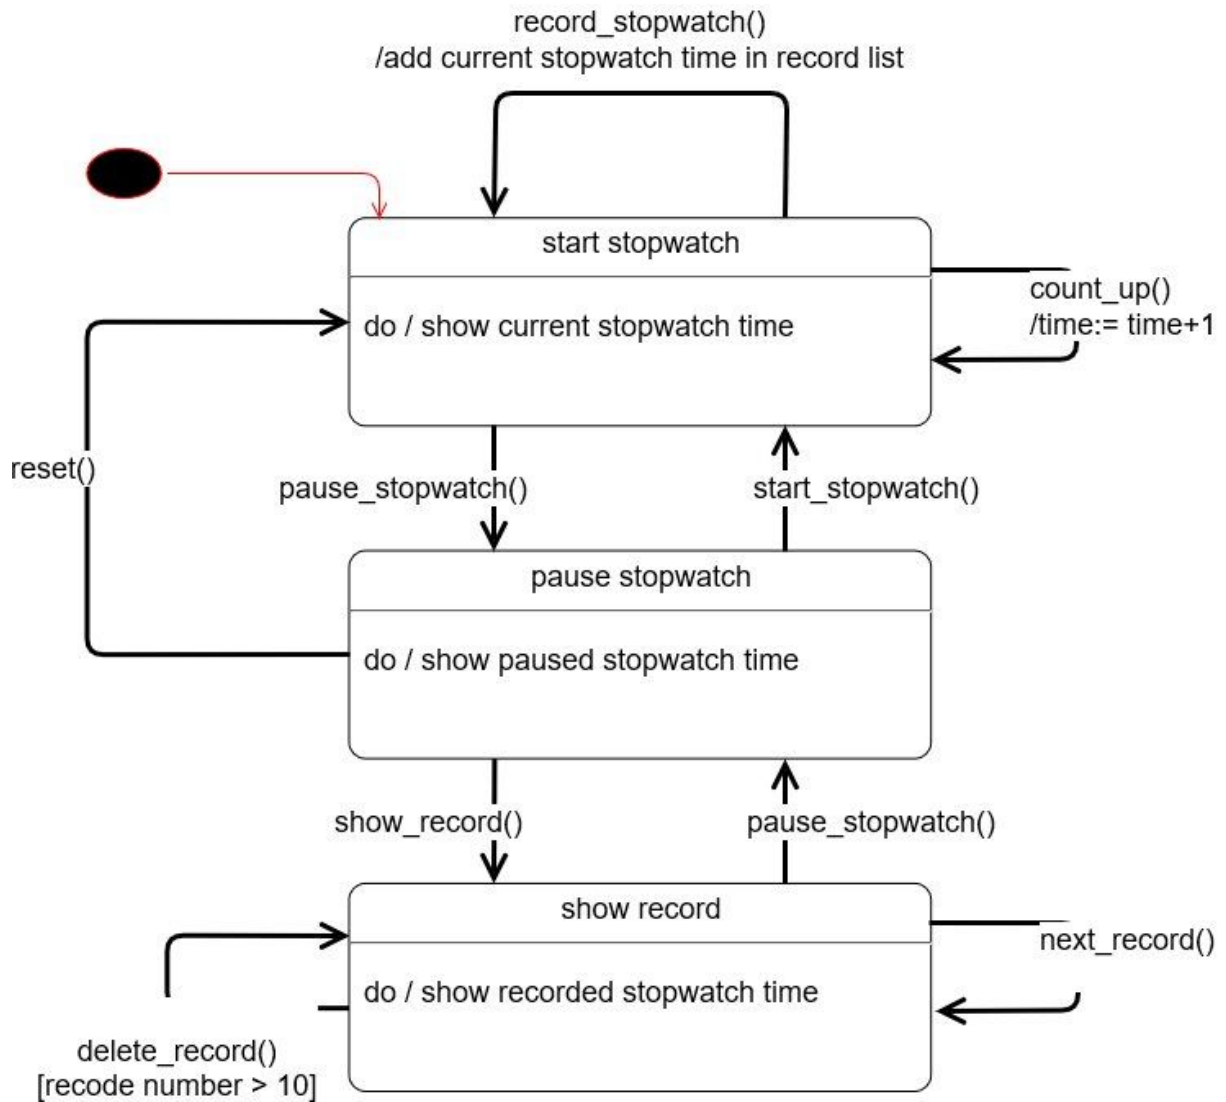 record_stopwatch()
/add current stopwatch time in record list
start stopwatch
do / show current stopwatch time
count_up()
/time:= time+1
reset()
pause_stopwatch()
start_stopwatch()
pause stopwatch
do / show paused stopwatch time
show_record()
pause_stopwatch()
show record
do / show recorded stopwatch time
next_record()
delete_record()
[recode number > 10]